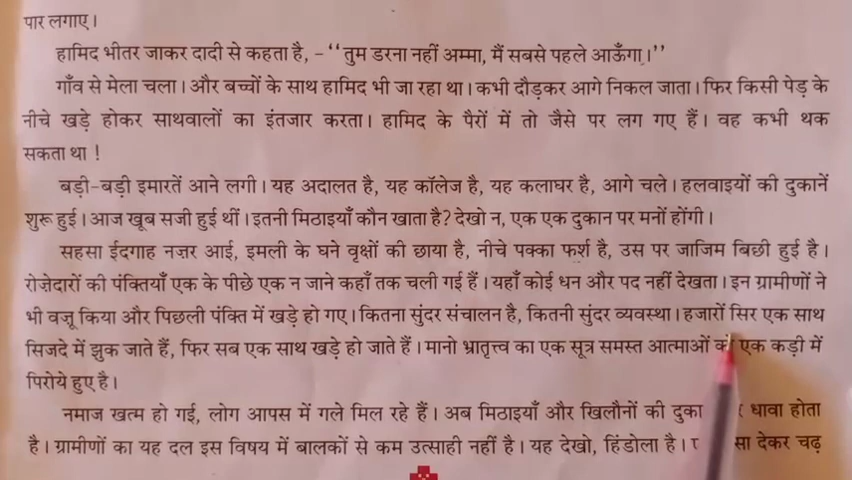 पार लगाए।
हामिद भीतर जाकर दादी से कहता है, – “तुम डरना नहीं अम्मा, मैं सबसे पहले आऊँगा।”
गाँव से मेला चला। और बच्चों के साथ हामिद भी जा रहा था। कभी दौड़कर आगे निकल जाता। फिर किसी पेड़ के
नीचे खड़े होकर साथवालों का इंतजार करता। हामिद के पैरों में तो जैसे पर लग गए हैं। वह कभी थक
सकता था !
बड़ी-बड़ी इमारतें आने लगी। यह अदालत है, यह कॉलेज है, यह कलाघर है, आगे चले। हलवाइयों की दुकानें
शुरू हुई। आज खूब सजी हुई थीं। इतनी मिठाइयाँ कौन खाता है? देखो न, एक एक दुकान पर मनों होंगी।
सहसा ईदगाह नज़र आई, इमली के घने वृक्षों की छाया है, नीचे पक्का फर्श है, उस पर जाजिम बिछी हुई है।
रोज़ेदारों की पंक्तियाँ एक के पीछे एक न जाने कहाँ तक चली गई हैं। यहाँ कोई धन और पद नहीं देखता। इन ग्रामीणों ने
भी वज़ू किया और पिछली पंक्ति में खड़े हो गए। कितना सुंदर संचालन है, कितनी सुंदर व्यवस्था। हजारों सिर एक साथ
सिजदे में झुक जाते हैं, फिर सब एक साथ खड़े हो जाते हैं। मानो भ्रातृत्त्व का एक सूत्र समस्त आत्माओं को एक कड़ी में
पिरोये हुए है।
नमाज खत्म हो गई, लोग आपस में गले मिल रहे हैं। अब मिठाइयाँ और खिलौनों की धावा होता
है। ग्रामीणों का यह दल इस विषय में बालकों से कम उत्साही नहीं है। यह देखो, हिंडोला है। देकर चढ़